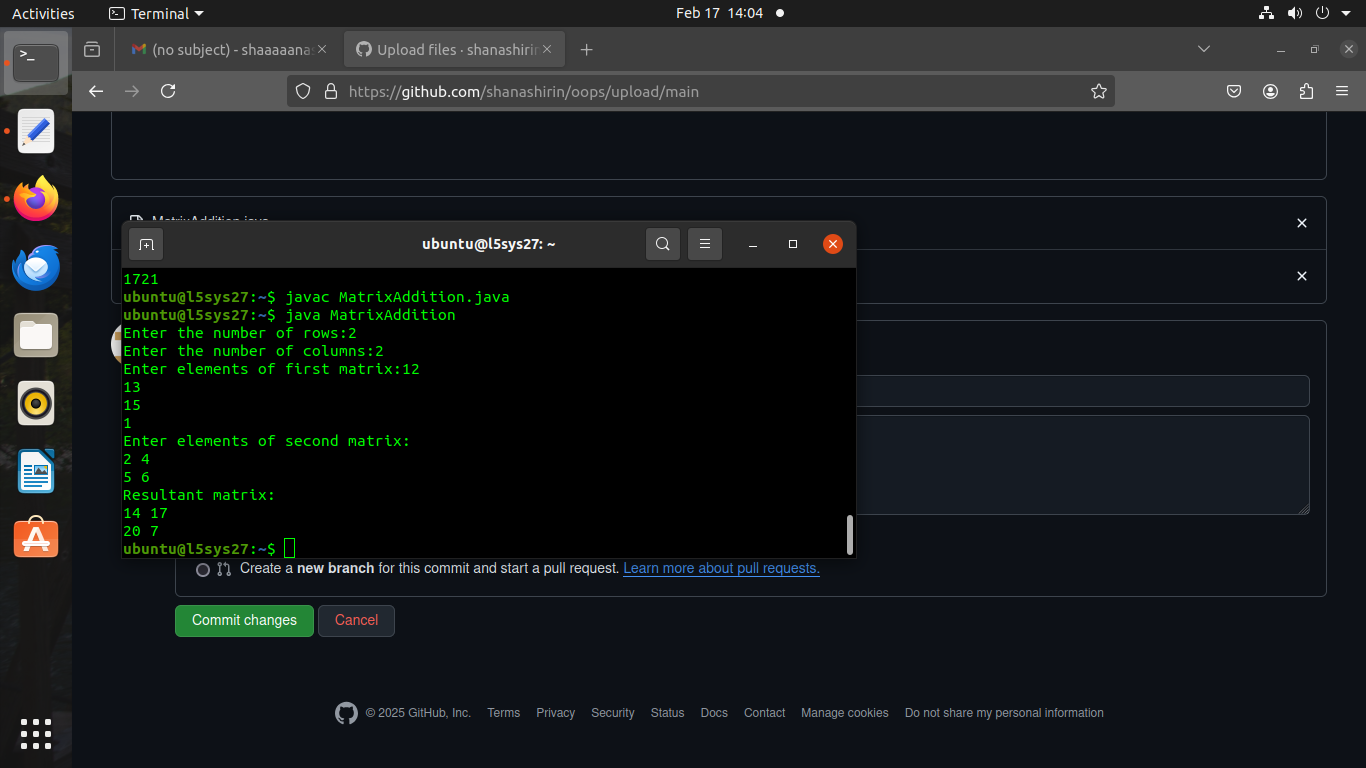 Activities
Terminal
Feb 17 14:04
(no subject) - shaaaaana
Upload files · shanashirin
https://github.com/shanashirin/oops/upload/main
MatrixAddition.java
ubuntu@l5sys27: ~
1721
ubuntu@l5sys27:~$ javac MatrixAddition.java
ubuntu@l5sys27:~$ java MatrixAddition
Enter the number of rows:2
Enter the number of columns:2
Enter elements of first matrix:12
13
15
1
Enter elements of second matrix:
2 4
5 6
Resultant matrix:
14 17
20 7
ubuntu@l5sys27:~$
Create a new branch for this commit and start a pull request. Learn more about pull requests.
Commit changes
Cancel
© 2025 GitHub, Inc.
Terms
Privacy
Security
Status
Docs
Contact
Manage cookies
Do not share my personal information